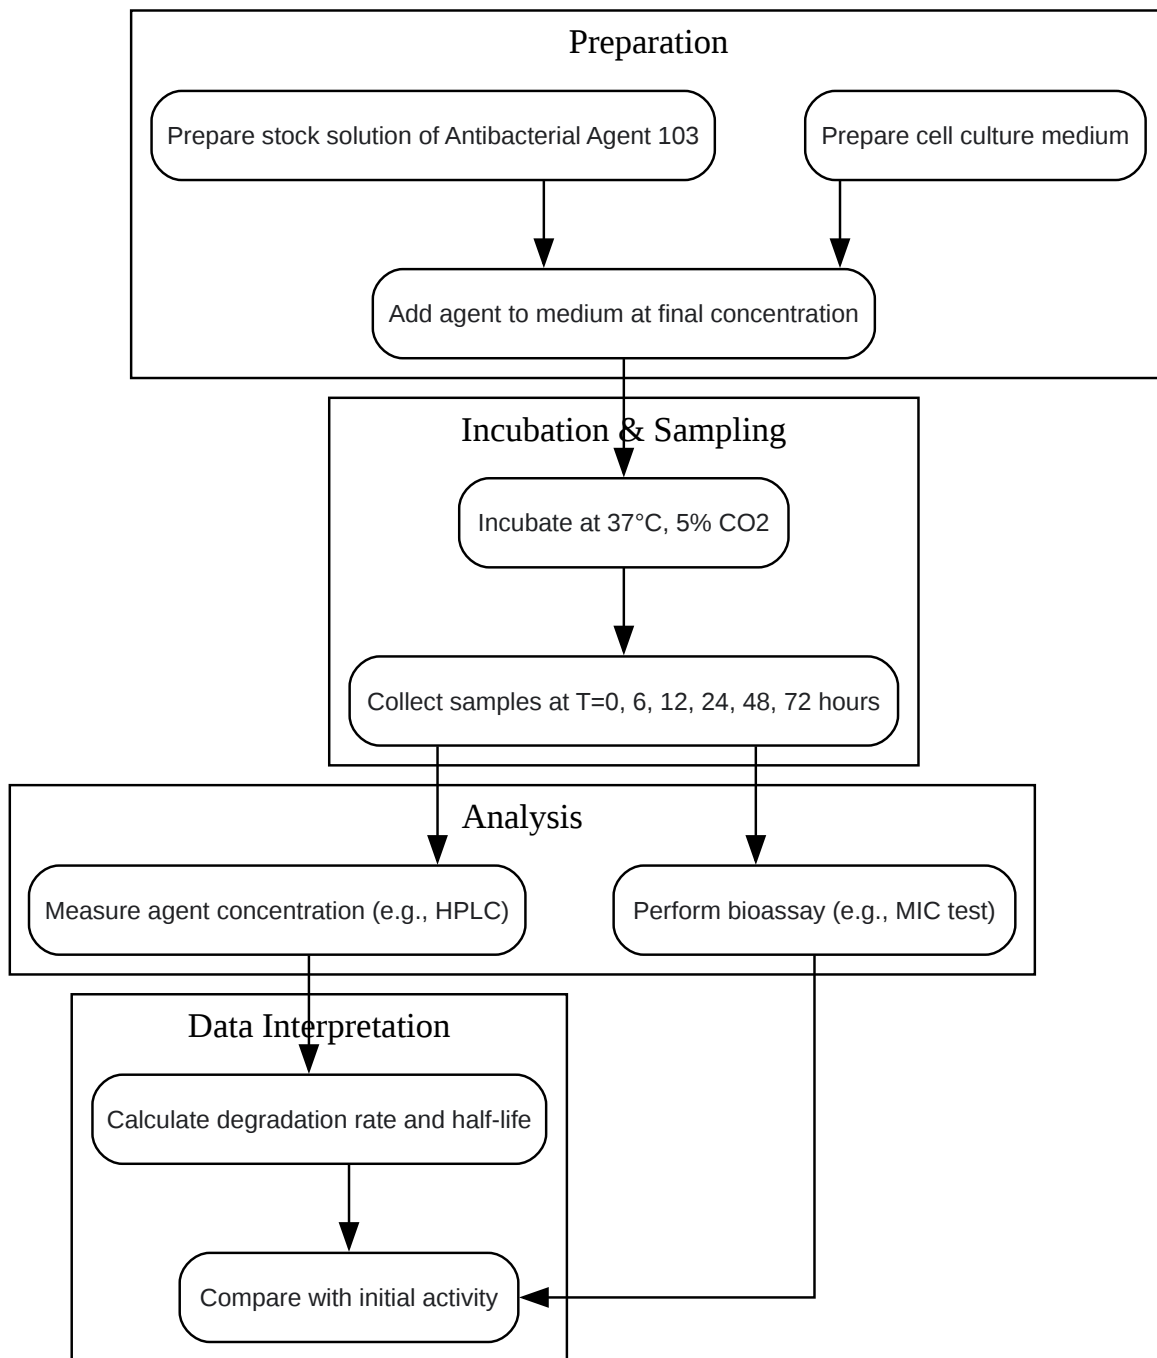 Preparation
Prepare stock solution of Antibacterial Agent 103
Prepare cell culture medium
Add agent to medium at final concentration
Incubation & Sampling
Incubate at 37°C, 5% CO2
Collect samples at T=0, 6, 12, 24, 48, 72 hours
Analysis
Measure agent concentration (e.g., HPLC)
Perform bioassay (e.g., MIC test)
Data Interpretation
Calculate degradation rate and half-life
Compare with initial activity